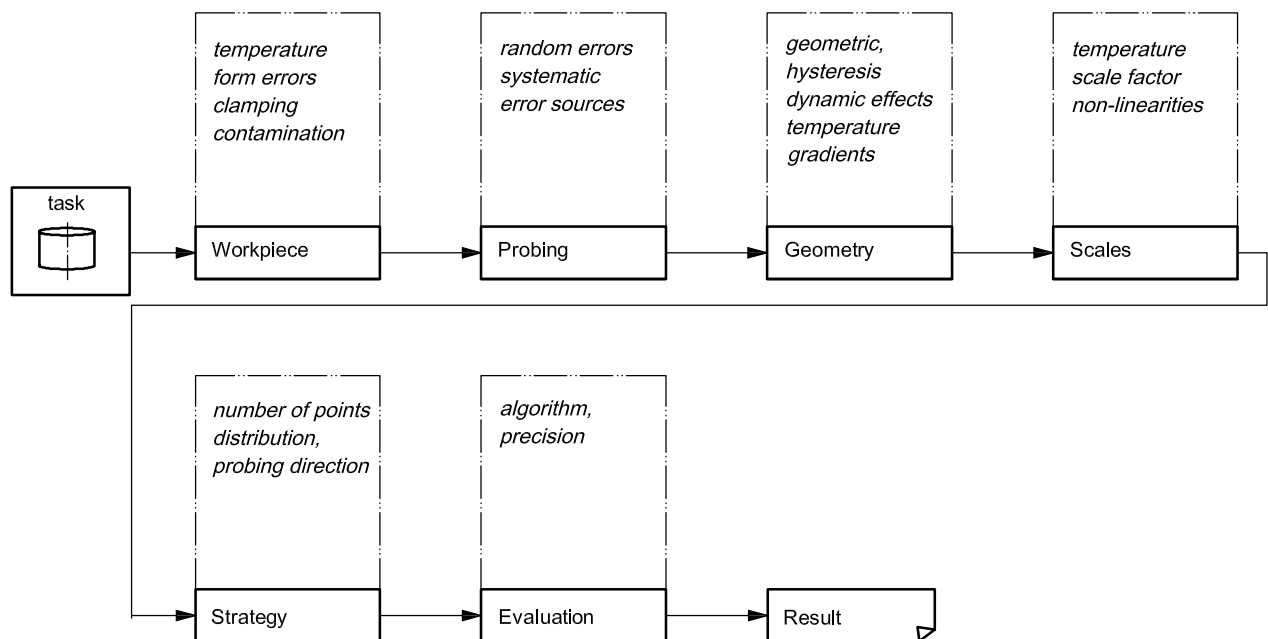 temperature
form errors
clamping
contamination
random errors
systematic
error sources
geometric,
hysteresis
dynamic effects
temperature
gradients
temperature
scale factor
non-linearities
task
Workpiece
Probing
Geometry
Scales
number of points
distribution,
probing direction
algorithm,
precision
Strategy
Evaluation
Result